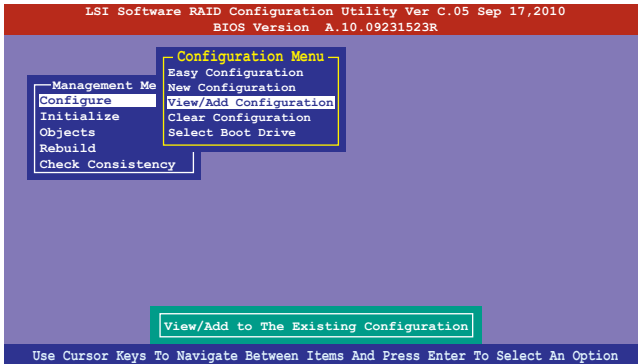 LSI Software RAID Configuration Utility Ver C.05 Sep 17,2010
BIOS Version A.10.09231523R
Management Me
Configure
Initialize
Objects
Rebuild
Check Consistency
Configuration Menu
Easy Configuration
New Configuration
View/Add Configuration
Clear Configuration
Select Boot Drive
View/Add to The Existing Configuration
Use Cursor Keys To Navigate Between Items And Press Enter To Select An Option